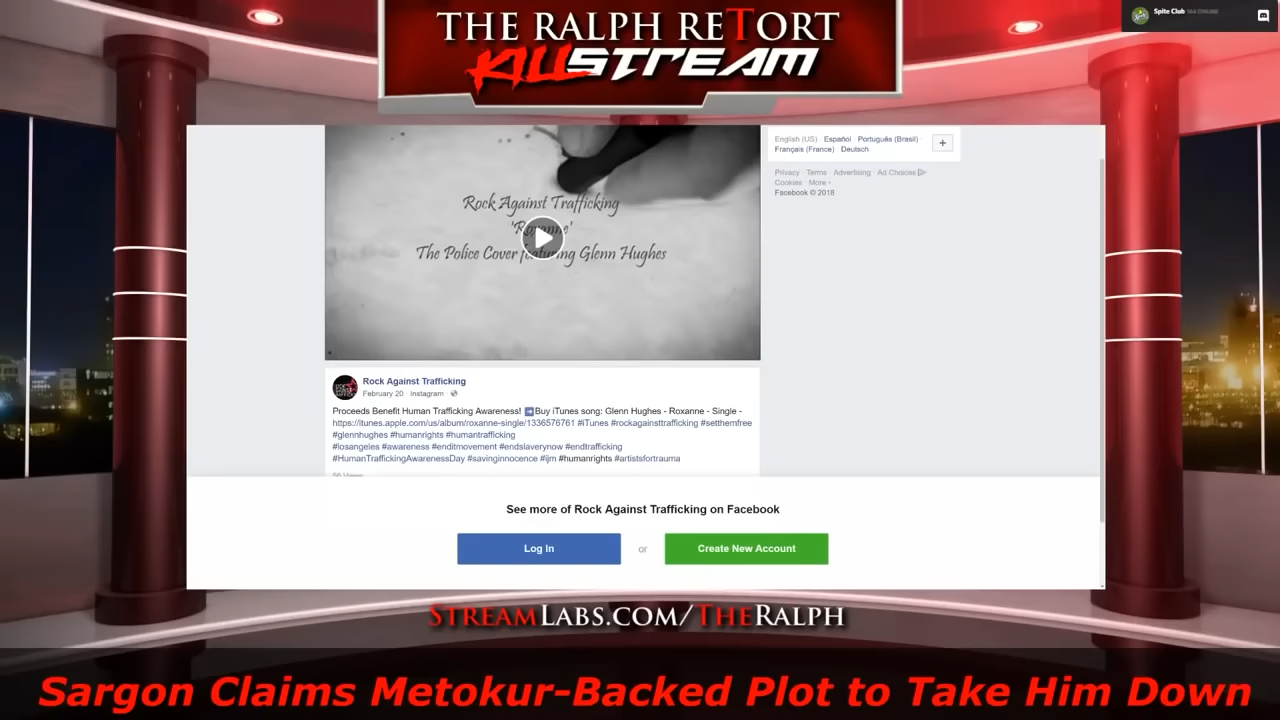 THE RALPH RETORT
KILLSTREAM
Spite Club 164 ONLINE
English (US) Español Português (Brasil)
Français (France) Deutsch
+
Privacy · Terms · Advertising · Ad Choices
Cookies · More
Facebook © 2018
Rock Against Trafficking
'Roxanne'
The Police Cover featuring Glenn Hughes
Rock Against Trafficking
February 20 · Instagram ·
Proceeds Benefit Human Trafficking Awareness! ➡Buy iTunes song: Glenn Hughes - Roxanne - Single -
https://itunes.apple.com/us/album/roxanne-single/1336576761 #iTunes #rockagainsttrafficking #setthemfree
#glennhughes #humanrights #humantrafficking
#losangeles #awareness #enditmovement #endslaverynow #endtrafficking
#HumanTraffickingAwarenessDay #savinginnocence #ijm #humanrights #artistsfortrauma
See more of Rock Against Trafficking on Facebook
Log In or Create New Account
STREAMLABS.COM/THERALPH
Sargon Claims Metokur-Backed Plot to Take Him Down